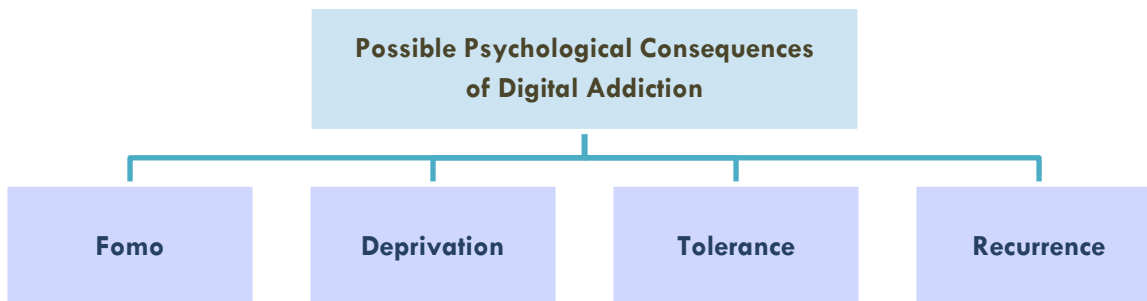 Possible Psychological Consequences
of Digital Addiction
Fomo
Deprivation
Tolerance
Recurrence